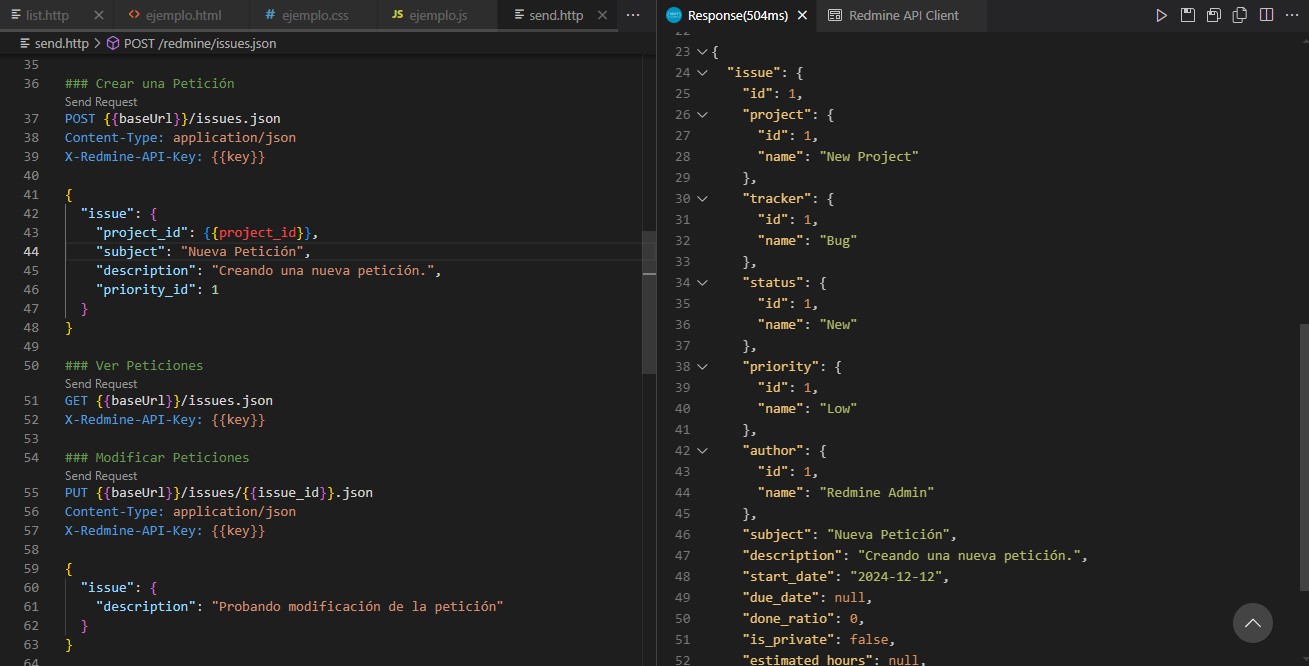 list.http
ejemplo.html
# ejemplo.css
JS ejemplo.js
send.http
send.http > POST /redmine/issues.json
35
36 ### Crear una Petición
Send Request
37 POST {{baseUrl}}/issues.json
38 Content-Type: application/json
39 X-Redmine-API-Key: {{key}}
40
41 {
42 "issue": {
43 "project_id": {{project_id}},
44 "subject": "Nueva Petición",
45 "description": "Creando una nueva petición.",
46 "priority_id": 1
47 }
48 }
49
50 ### Ver Peticiones
Send Request
51 GET {{baseUrl}}/issues.json
52 X-Redmine-API-Key: {{key}}
53
54 ### Modificar Peticiones
Send Request
55 PUT {{baseUrl}}/issues/{{issue_id}}.json
56 Content-Type: application/json
57 X-Redmine-API-Key: {{key}}
58
59 {
60 "issue": {
61 "description": "Probando modificación de la petición"
62 }
63 }
64
Response(504ms)
Redmine API Client
22
23 {
24 "issue": {
25 "id": 1,
26 "project": {
27 "id": 1,
28 "name": "New Project"
29 },
30 "tracker": {
31 "id": 1,
32 "name": "Bug"
33 },
34 "status": {
35 "id": 1,
36 "name": "New"
37 },
38 "priority": {
39 "id": 1,
40 "name": "Low"
41 },
42 "author": {
43 "id": 1,
44 "name": "Redmine Admin"
45 },
46 "subject": "Nueva Petición",
47 "description": "Creando una nueva petición.",
48 "start_date": "2024-12-12",
49 "due_date": null,
50 "done_ratio": 0,
51 "is_private": false,
52 "estimated_hours": null,